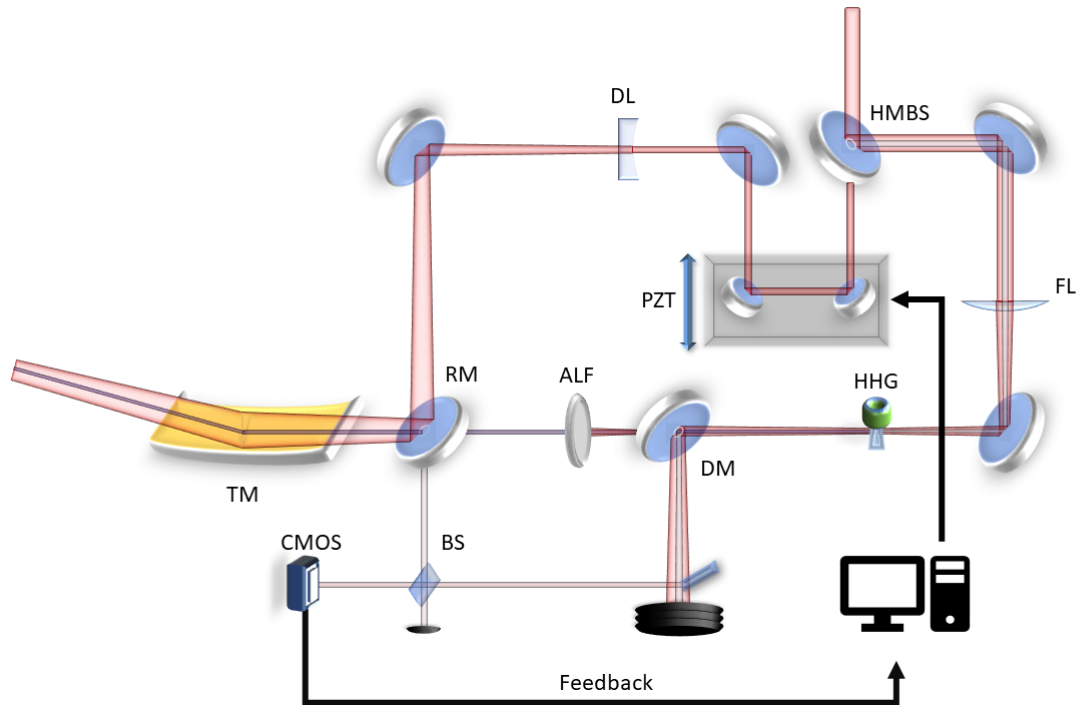 DL
HMBS
PZT
FL
RM
ALF
HHG
DM
TM
CMOS
BS
Feedback